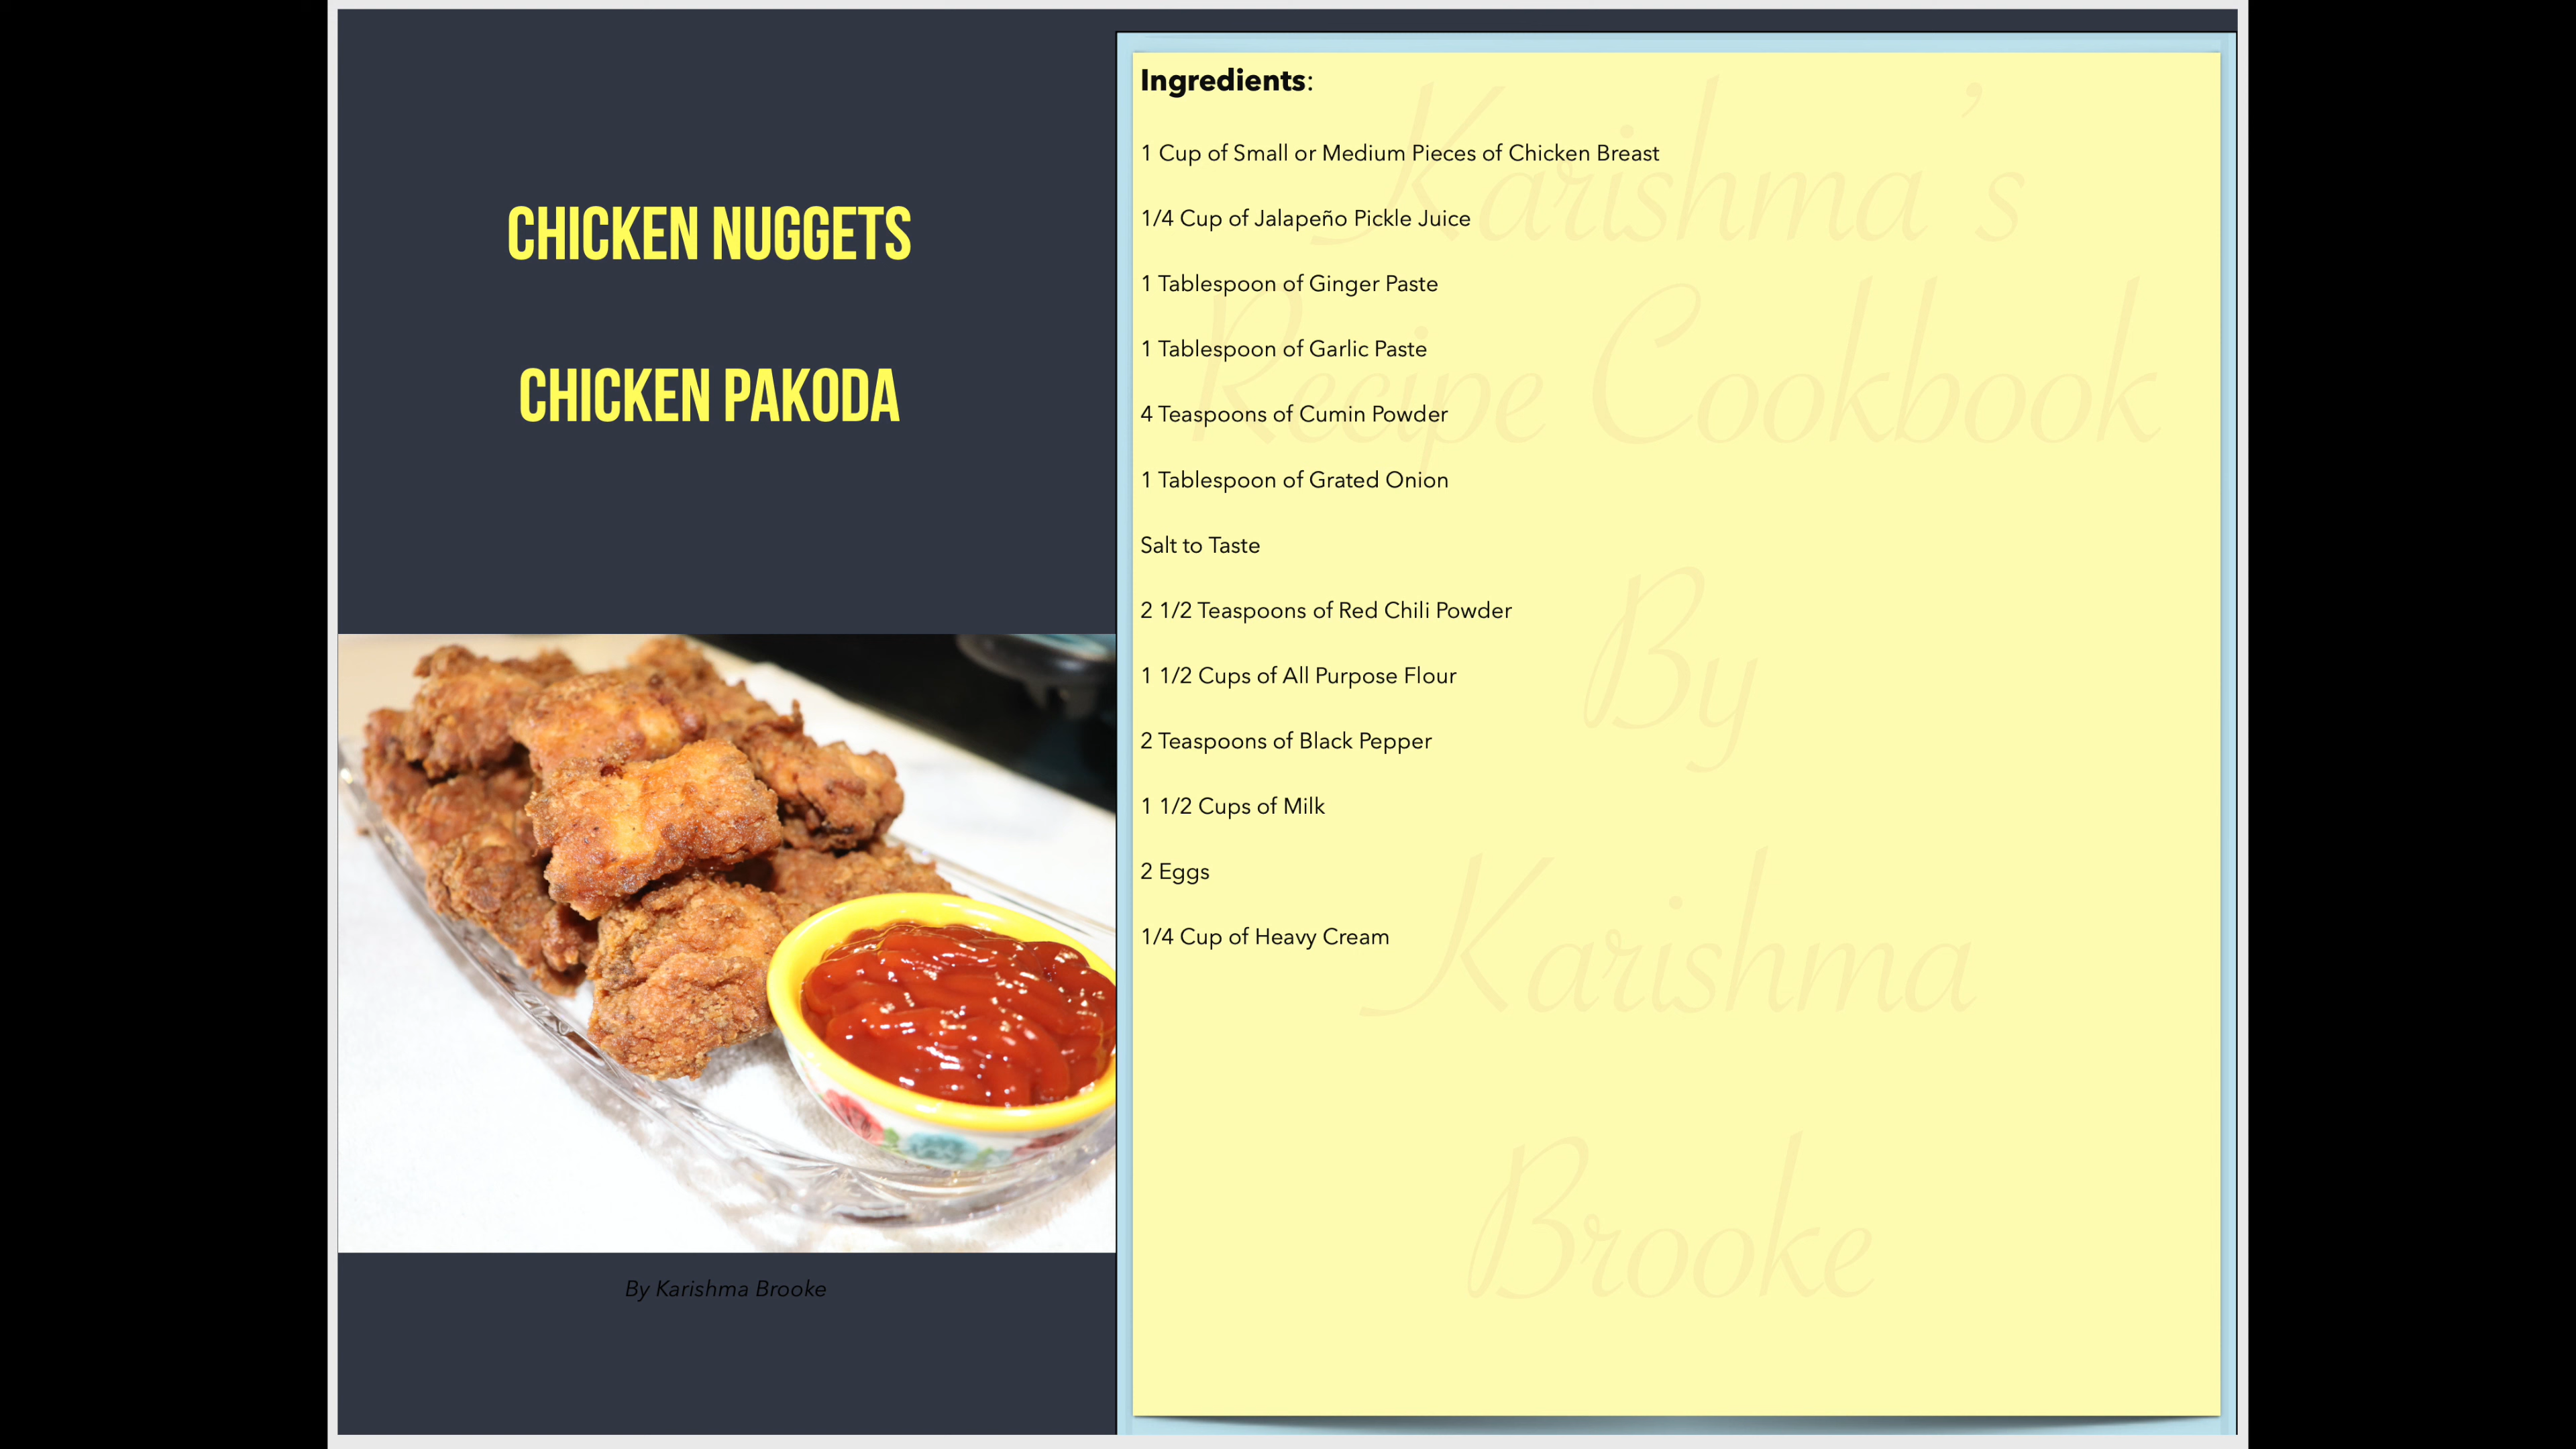 CHICKEN NUGGETS
CHICKEN PAKODA
By Karishma Brooke
Ingredients:
1 Cup of Small or Medium Pieces of Chicken Breast
1/4 Cup of Jalapeño Pickle Juice
1 Tablespoon of Ginger Paste
1 Tablespoon of Garlic Paste
4 Teaspoons of Cumin Powder
1 Tablespoon of Grated Onion
Salt to Taste
2 1/2 Teaspoons of Red Chili Powder
1 1/2 Cups of All Purpose Flour
2 Teaspoons of Black Pepper
1 1/2 Cups of Milk
2 Eggs
1/4 Cup of Heavy Cream
Karishma's
Recipe Cookbook
By
Karishma
Brooke